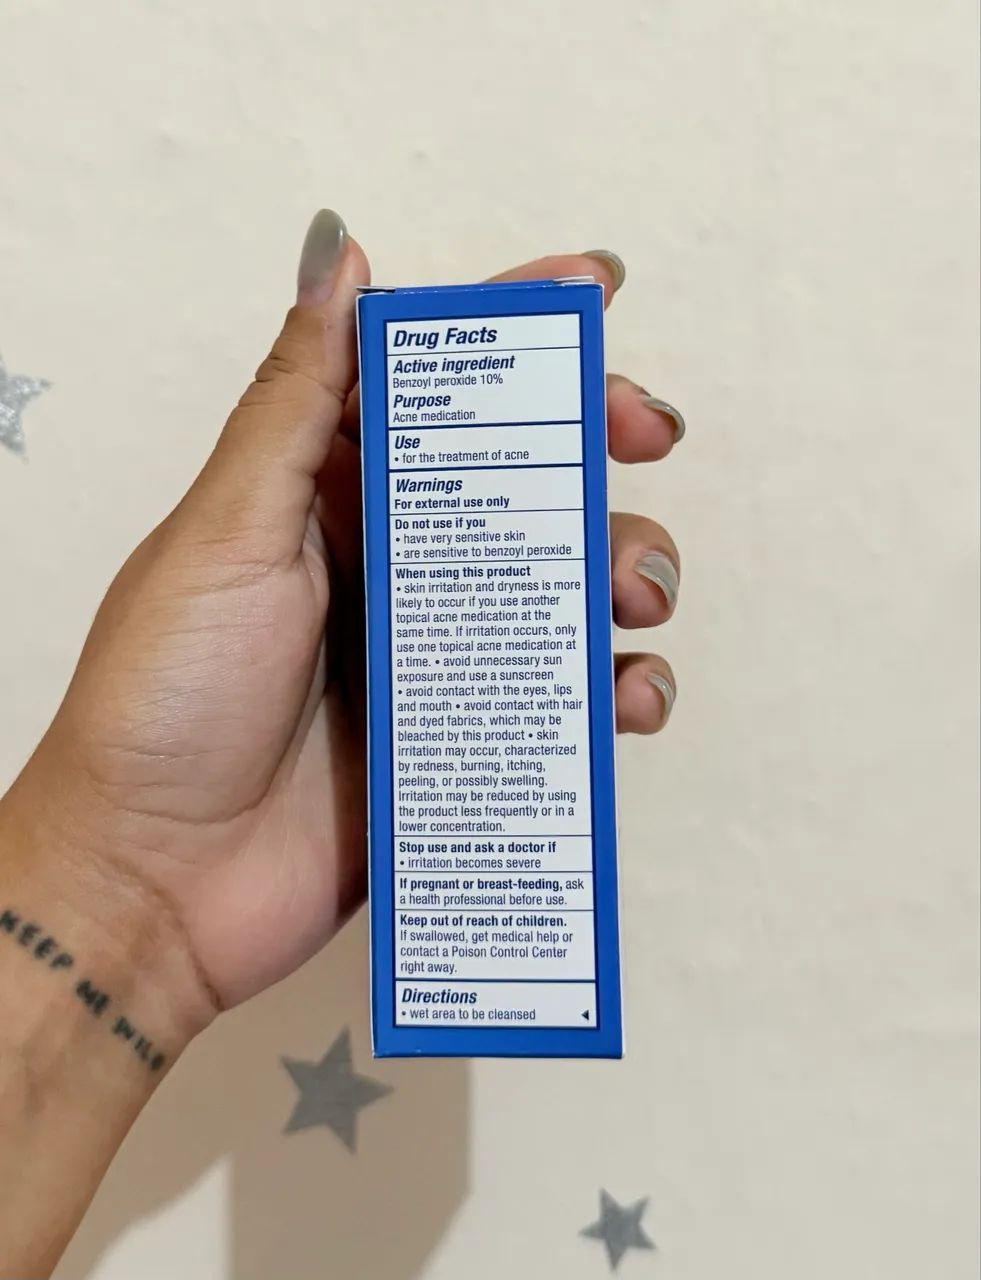 Drug Facts
Active ingredient
Benzoyl peroxide 10%
Purpose
Acne medication
Use
• for the treatment of acne
Warnings
For external use only
Do not use if you
• have very sensitive skin
• are sensitive to benzoyl peroxide
When using this product
• skin irritation and dryness is more
likely to occur if you use another
topical acne medication at the
same time. If irritation occurs, only
use one topical acne medication at
a time. • avoid unnecessary sun
exposure and use a sunscreen
• avoid contact with the eyes, lips
and mouth • avoid contact with hair
and dyed fabrics, which may be
bleached by this product • skin
irritation may occur, characterized
by redness, burning, itching,
peeling, or possibly swelling.
Irritation may be reduced by using
the product less frequently or in a
lower concentration.
Stop use and ask a doctor if
• irritation becomes severe
If pregnant or breast-feeding, ask
a health professional before use.
Keep out of reach of children.
If swallowed, get medical help or
contact a Poison Control Center
right away.
Directions
• wet area to be cleansed
KEEP ME WILD